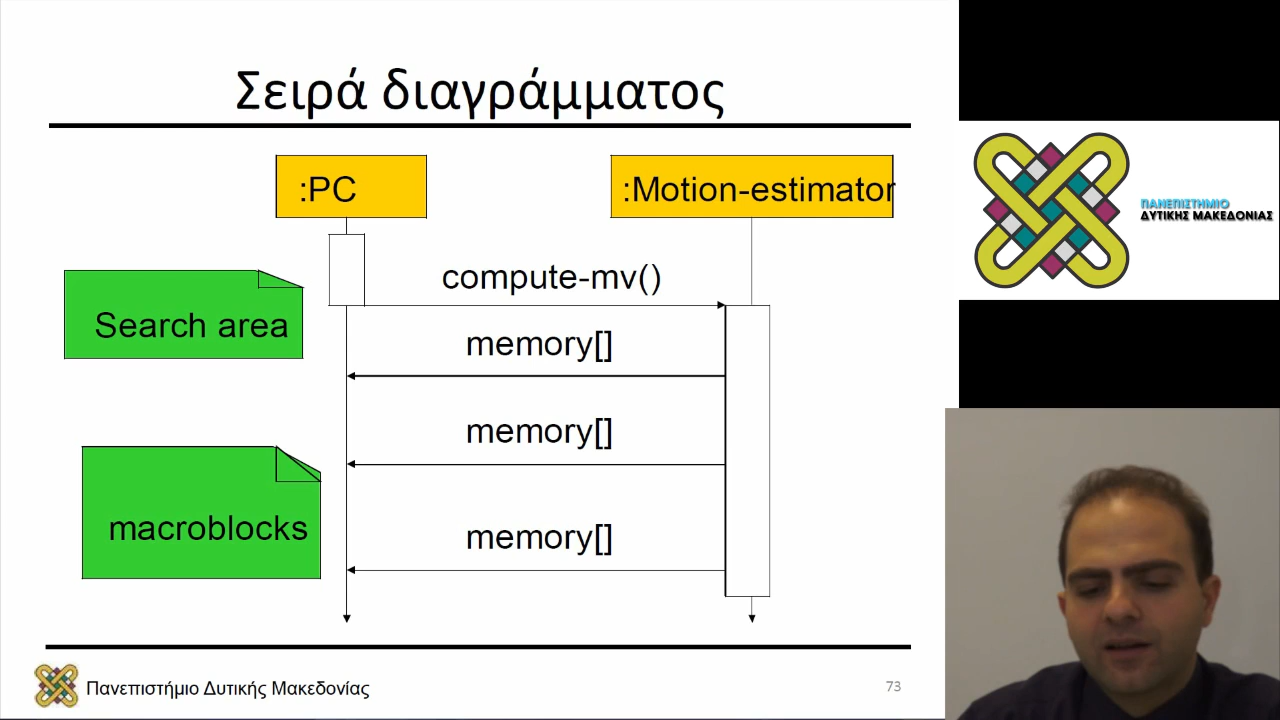 Σειρά διαγράμματος
:PC
:Motion-estimator
compute-mv()
Search area
memory[]
memory[]
macroblocks
memory[]
Πανεπιστήμιο Δυτικής Μακεδονίας
73
ΠΑΝΕΠΙΣΤΗΜΙΟ
ΔΥΤΙΚΗΣ ΜΑΚΕΔΟΝΙΑΣ